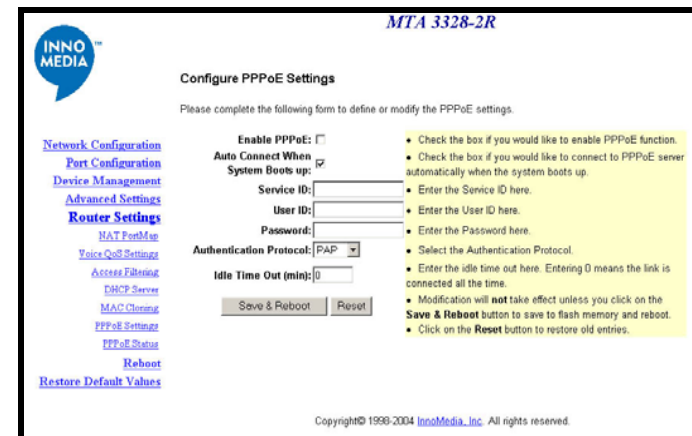 MTA 3328-2R
INNO
MEDIA
TM
Configure PPPoE Settings
Please complete the following form to define or modify the PPPoE settings.
Network Configuration
Port Configuration
Device Management
Advanced Settings
Router Settings
NAT PortMap
Voice QoS Settings
Access Filtering
DHCP Server
MAC Cloning
PPPoE Settings
PPPoE Status
Reboot
Restore Default Values
Enable PPPoE:
• Check the box if you would like to enable PPPoE function.
Auto Connect When
System Boots up:
• Check the box if you would like to connect to PPPoE server
automatically when the system boots up.
Service ID:
• Enter the Service ID here.
User ID:
• Enter the User ID here.
Password:
• Enter the Password here.
Authentication Protocol: PAP
• Select the Authentication Protocol.
Idle Time Out (min): 0
• Enter the idle time out here. Entering 0 means the link is
connected all the time.
Save & Reboot Reset
• Modification will not take effect unless you click on the
Save & Reboot button to save to flash memory and reboot.
• Click on the Reset button to restore old entries.
Copyright© 1998-2004 InnoMedia, Inc. All rights reserved.